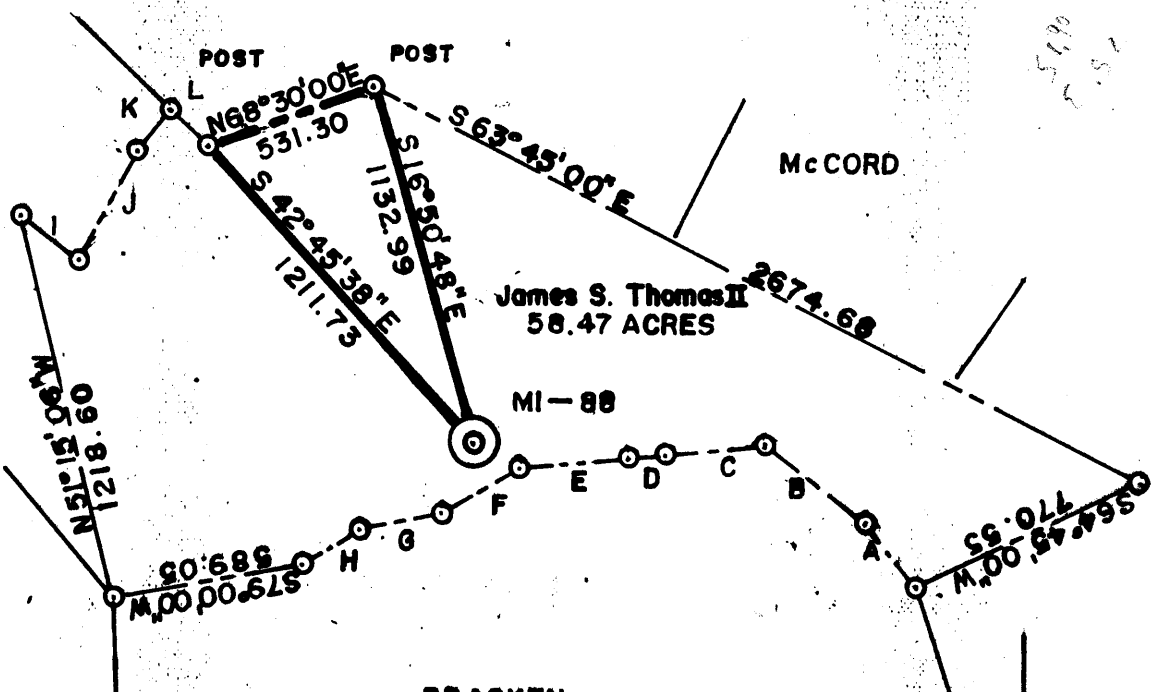 POST
POST
L
K
N68°30'00"E
531.30
S 63°45'00" E
McCORD
J
I
S 16°50'48"E
1132.99
S 42°45'38"E
1211.73
2674.68
James S. Thomas II
58.47 ACRES
MI-88
N51°15'06"W
1218.60
F
E
D
C
B
A
S64°45'00"W
770.55
H
G
589.05
S79°00'00"W